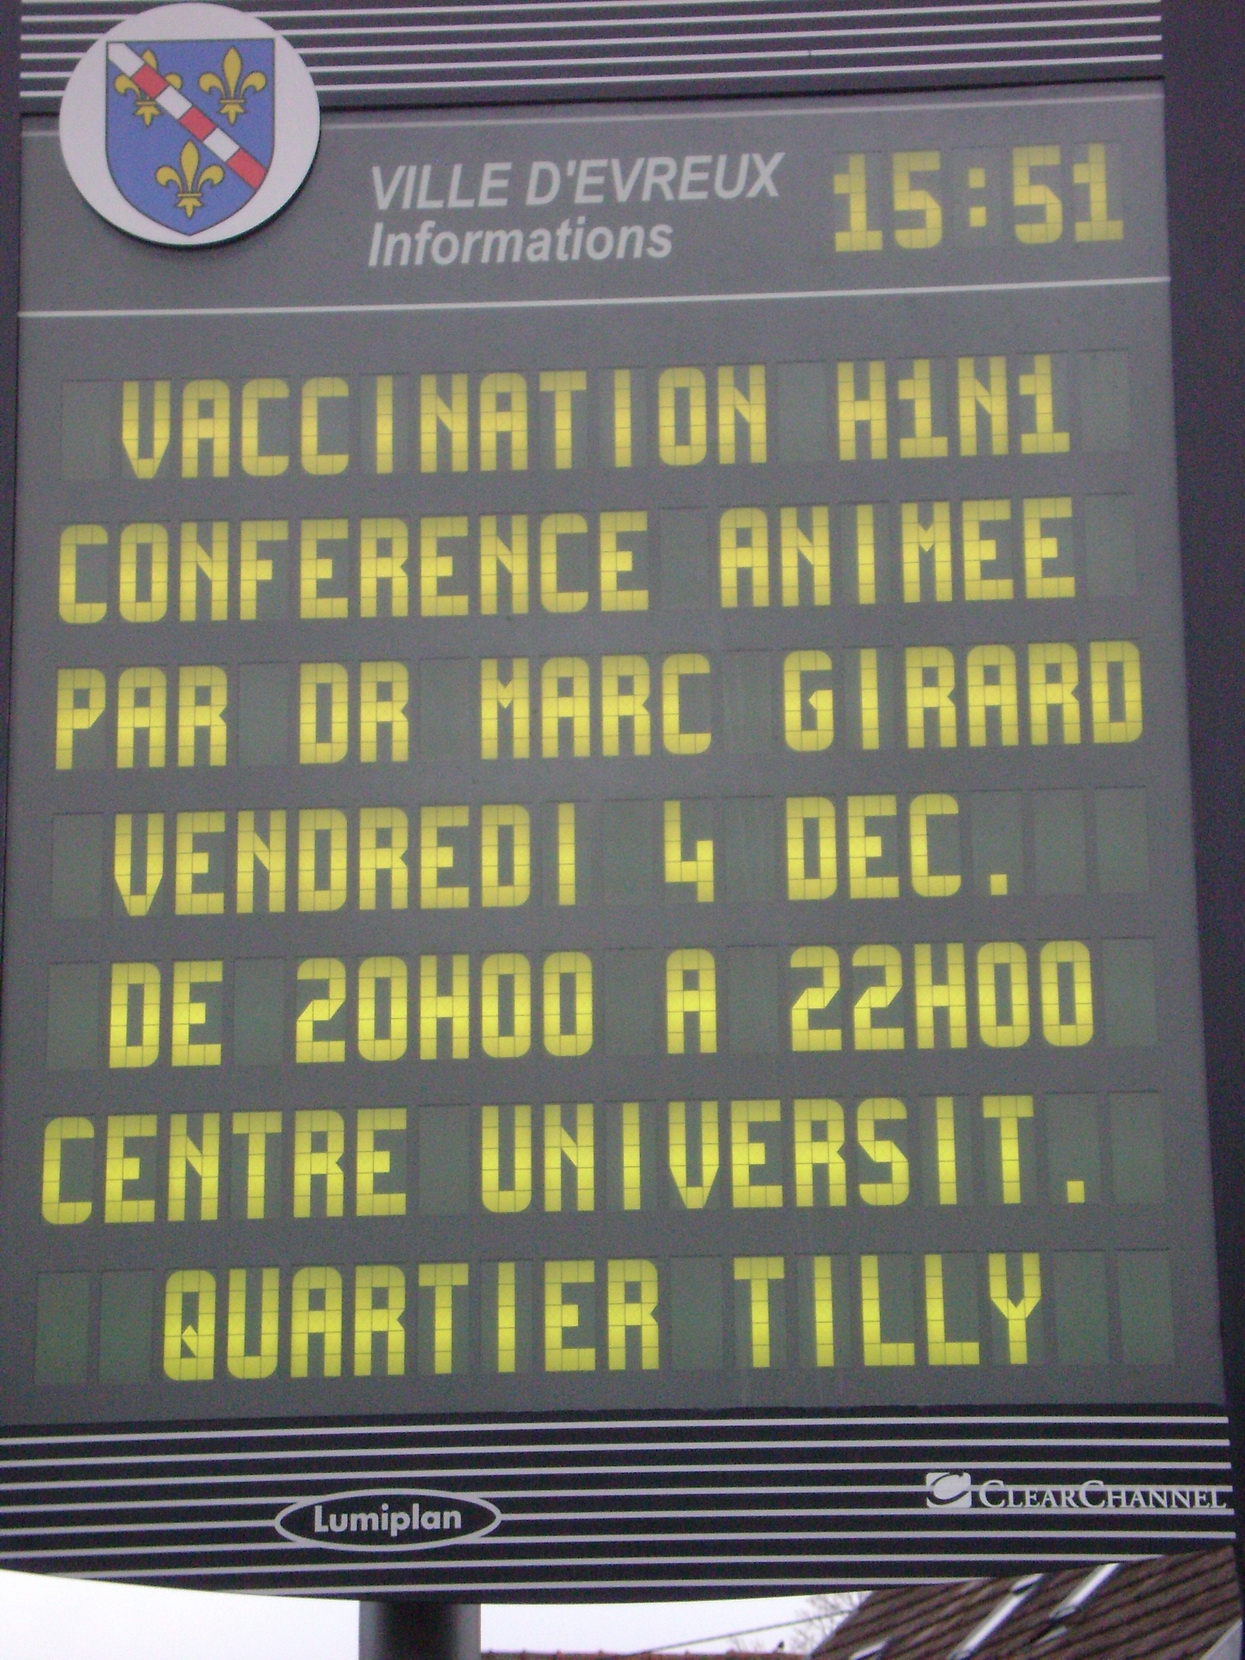 VILLE D'EVREUX
Informations
15:51
VACCINATION H1N1
CONFERENCE ANIMEE
PAR DR MARC GIRARD
VENDREDI 4 DEC.
DE 20H00 A 22H00
CENTRE UNIVERSIT.
QUARTIER TILLY
Lumiplan
CLEARCHANNEL